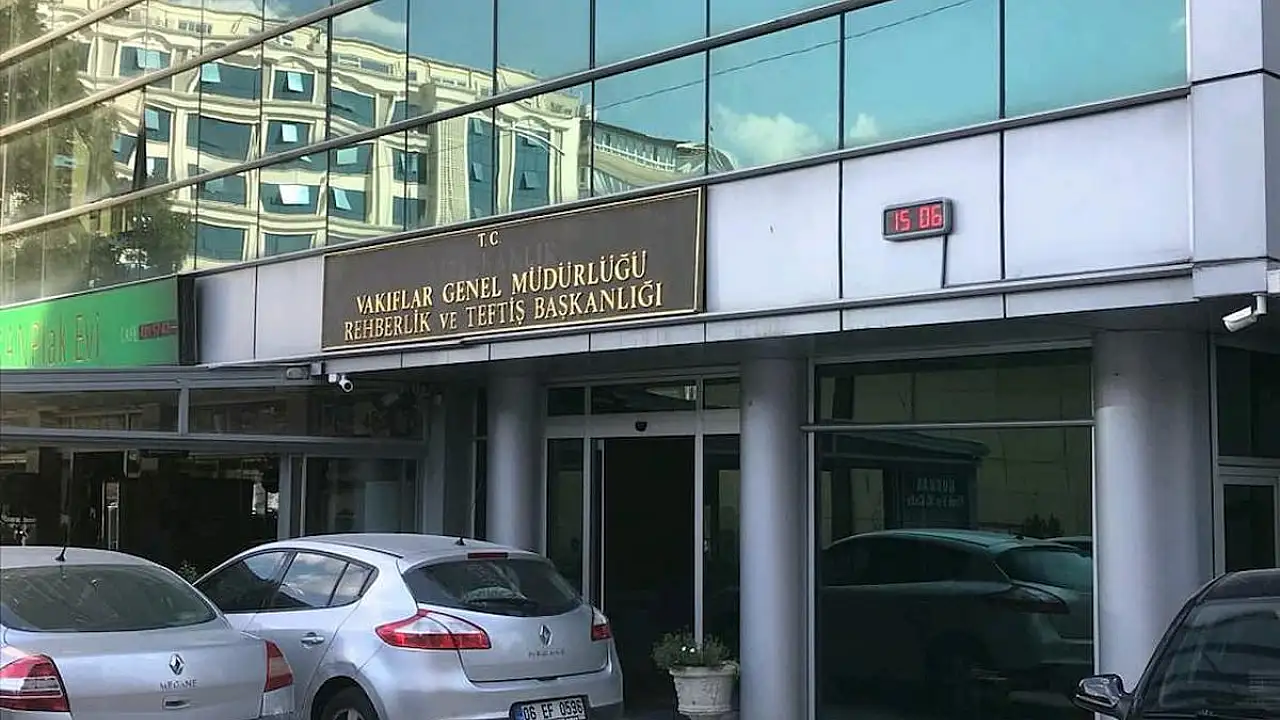 T.C
VAKIFLAR GENEL MÜDÜRLÜĞÜ
REHBERLİK VE TEFTİŞ BAŞKANLIĞI
15 06
Plak Evi
MEGANE
06 EF 0596